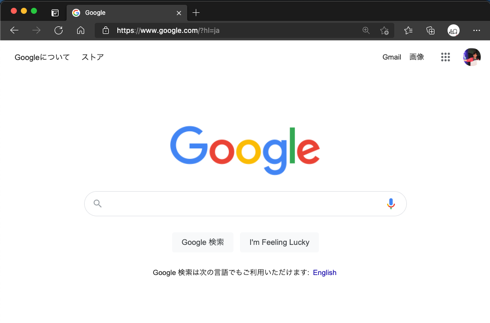 Google
https://www.google.com/?hl=ja
Googleについて ストア
Gmail 画像
Google
Google 検索 I'm Feeling Lucky
Google 検索は次の言語でもご利用いただけます: English